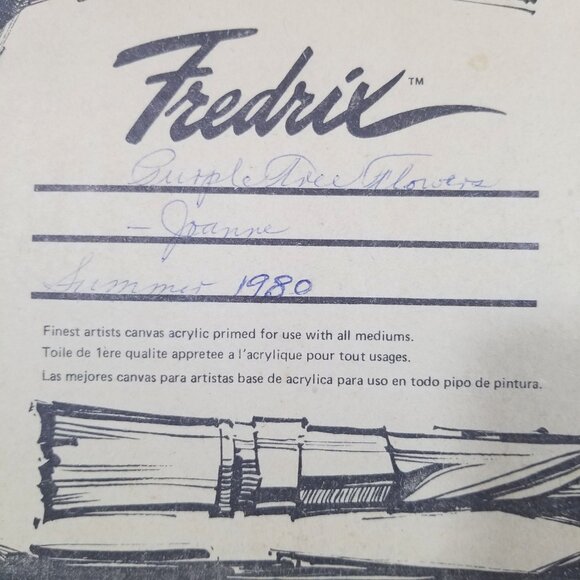 Fredrix™
Purple Tree Flowers
- Joanne
Summer 1980
Finest artists canvas acrylic primed for use with all mediums.
Toile de 1ère qualite appretee a l'acrylique pour tout usages.
Las mejores canvas para artistas base de acrylica para uso en todo pipo de pintura.